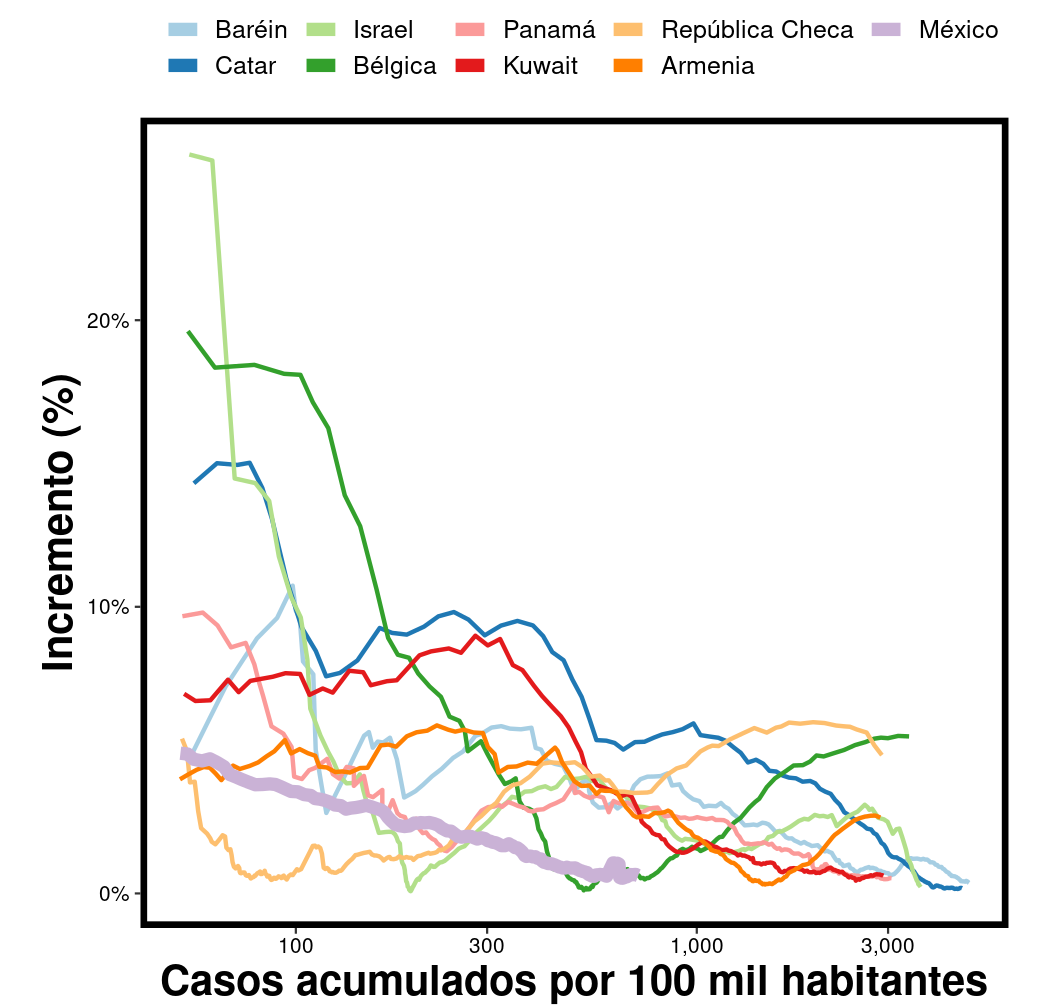 Baréin Israel Panamá República Checa México
Catar Bélgica Kuwait Armenia
Incremento (%)
20%
10%
0%
100 300 1,000 3,000
Casos acumulados por 100 mil habitantes